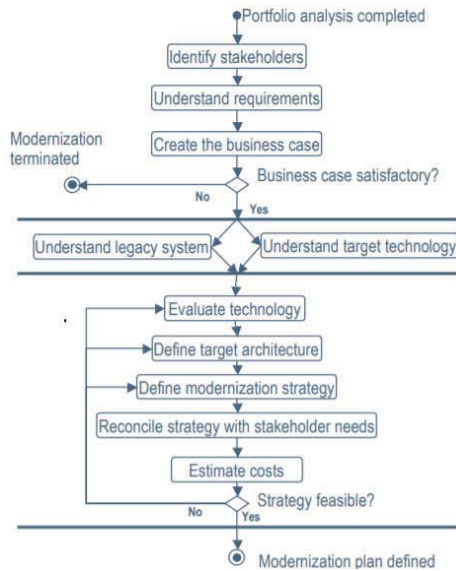 Portfolio analysis completed
Identify stakeholders
Understand requirements
Create the business case
Modernization
terminated
Business case satisfactory?
No
Yes
Understand legacy system
Understand target technology
Evaluate technology
Define target architecture
Define modernization strategy
Reconcile strategy with stakeholder needs
Estimate costs
Strategy feasible?
No
Yes
Modernization plan defined